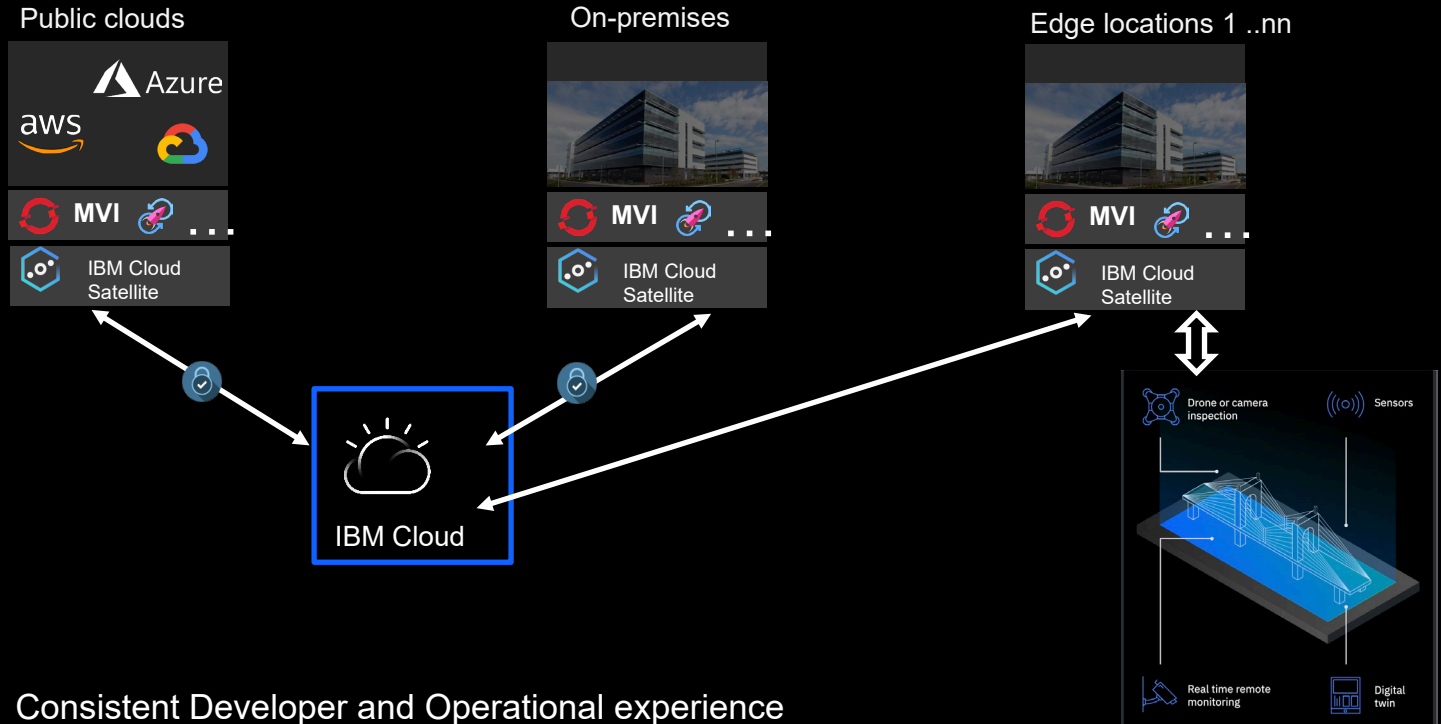 Public clouds
Azure
aws
MVI
. . .
IBM Cloud
Satellite
On-premises
MVI
. . .
IBM Cloud
Satellite
Edge locations 1 ..nn
MVI
. . .
IBM Cloud
Satellite
IBM Cloud
Drone or camera
inspection
Sensors
Real time remote
monitoring
Digital
twin
Consistent Developer and Operational experience